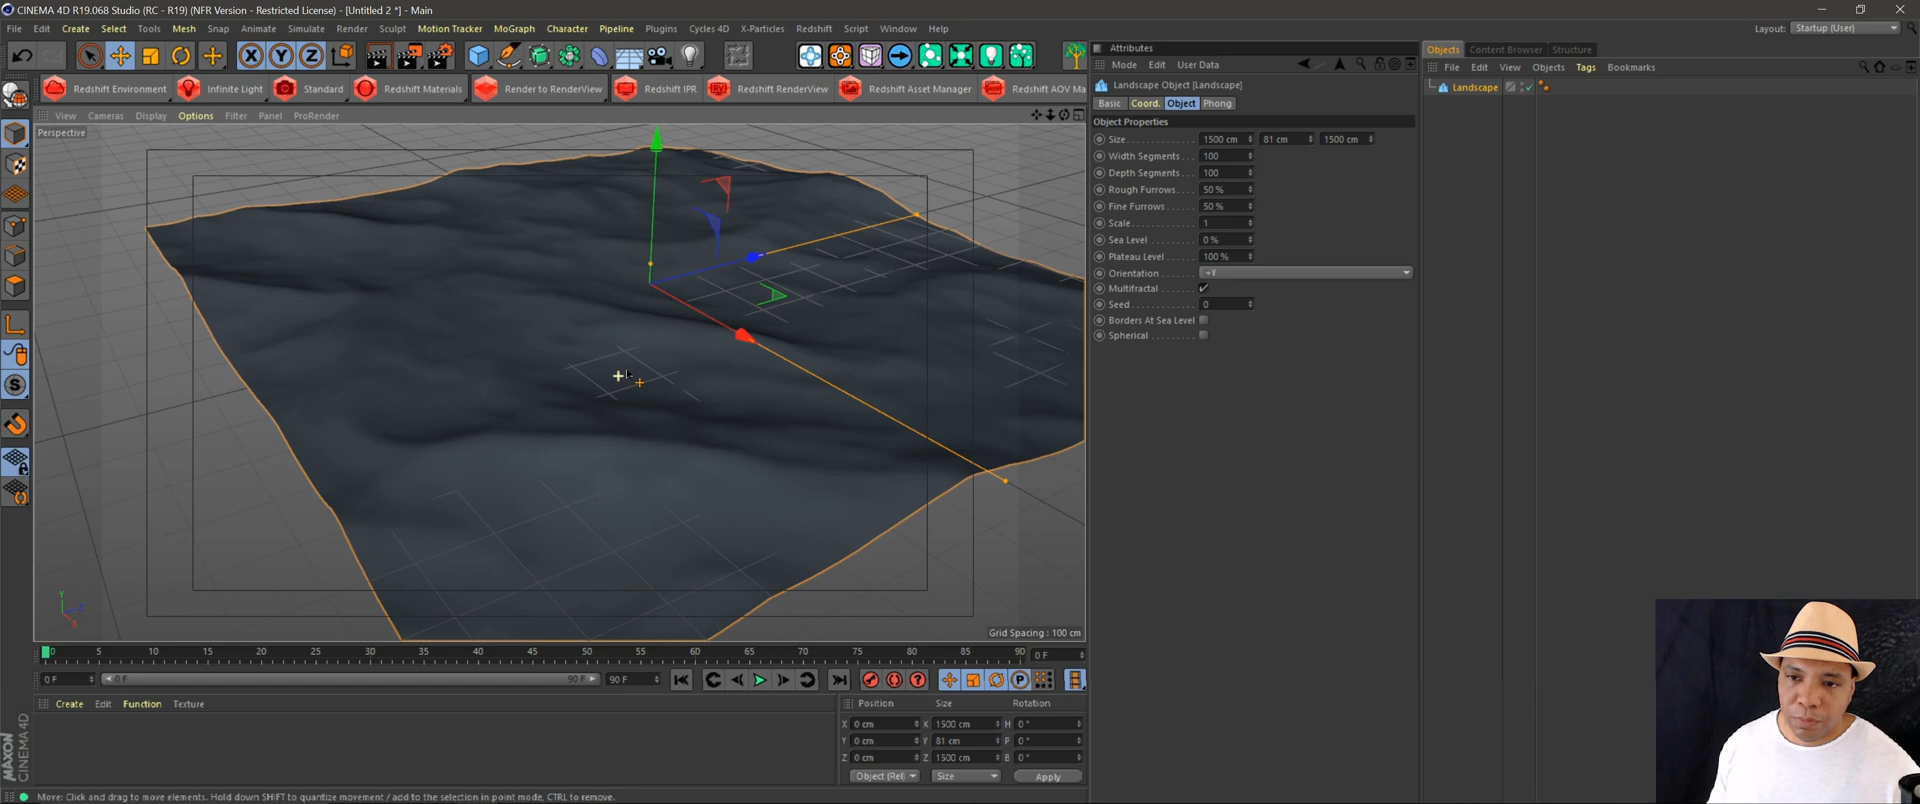 CINEMA 4D R19.068 Studio (RC - R19) (NFR Version - Restricted License) - [Untitled 2 *] - Main
File Edit Create Select Tools Mesh Snap Animate Simulate Render Sculpt Motion Tracker MoGraph Character Pipeline Plugins Cycles 4D X-Particles Redshift Script Window Help
Layout: Startup (User)
X Y Z
Redshift Environment Infinite Light Standard Redshift Materials Render to RenderView Redshift IPR Redshift RenderView Redshift Asset Manager Redshift AOV Ma
View Cameras Display Options Filter Panel ProRender
Perspective
Grid Spacing : 100 cm
Attributes
Mode Edit User Data
Landscape Object [Landscape]
Basic Coord. Object Phong
Object Properties
Size 1500 cm 81 cm 1500 cm
Width Segments 100
Depth Segments 100
Rough Furrows 50 %
Fine Furrows 50 %
Scale 1
Sea Level 0 %
Plateau Level 100 %
Orientation +Y
Multifractal
Seed 0
Borders At Sea Level
Spherical
Objects Content Browser Structure
File Edit View Objects Tags Bookmarks
Landscape
Y Z X
0 5 10 15 20 25 30 35 40 45 50 55 60 65 70 75 80 85 90 0 F
0 F 0 F 90 F 90 F
Create Edit Function Texture
Position Size Rotation
X 0 cm X 1500 cm H 0 °
Y 0 cm Y 81 cm P 0 °
Z 0 cm Z 1500 cm B 0 °
Object (Rel) Size Apply
MAXON
CINEMA 4D
Move: Click and drag to move elements. Hold down SHIFT to quantize movement / add to the selection in point mode, CTRL to remove.